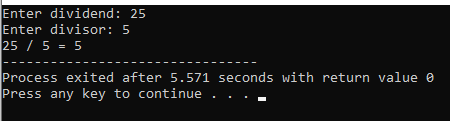 Enter dividend: 25
Enter divisor: 5
25 / 5 = 5
--------------------------------
Process exited after 5.571 seconds with return value 0
Press any key to continue . . .